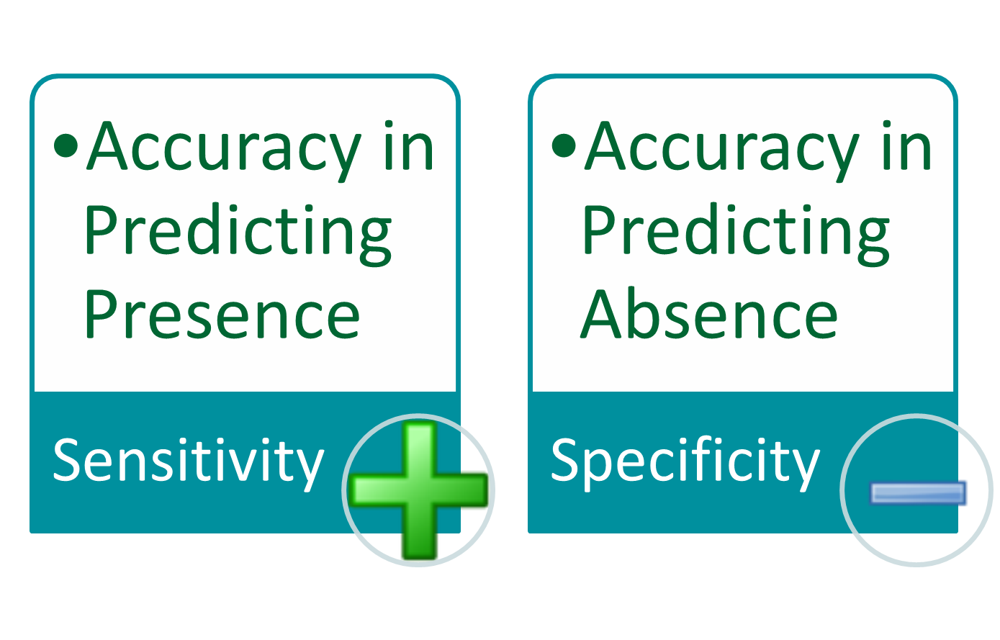 •Accuracy in
Predicting
Presence
Sensitivity
•Accuracy in
Predicting
Absence
Specificity